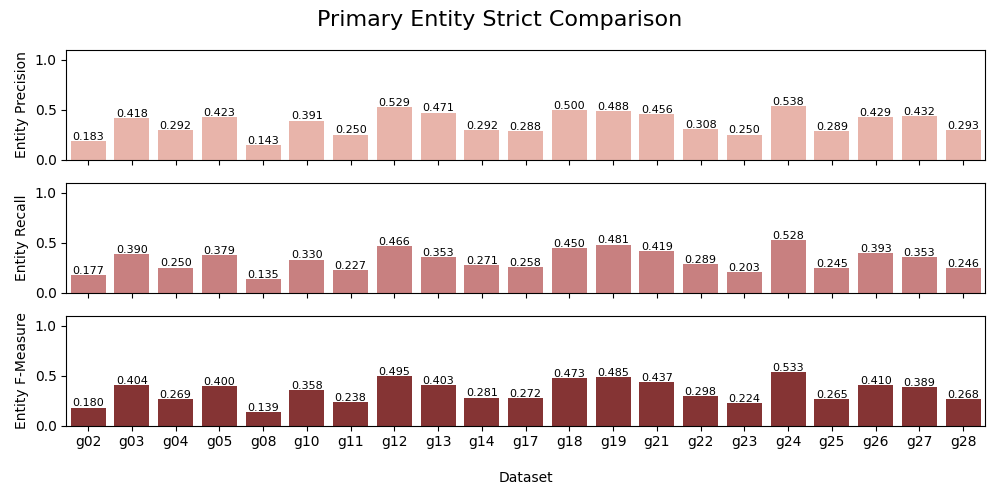 Primary Entity Strict Comparison
Entity Precision
1.0
0.5
0.0
0.183 0.418 0.292 0.423 0.143 0.391 0.250 0.529 0.471 0.292 0.288 0.500 0.488 0.456 0.308 0.250 0.538 0.289 0.429 0.432 0.293
Entity Recall
1.0
0.5
0.0
0.177 0.390 0.250 0.379 0.135 0.330 0.227 0.466 0.353 0.271 0.258 0.450 0.481 0.419 0.289 0.203 0.528 0.245 0.393 0.353 0.246
Entity F-Measure
1.0
0.5
0.0
0.180 0.404 0.269 0.400 0.139 0.358 0.238 0.495 0.403 0.281 0.272 0.473 0.485 0.437 0.298 0.224 0.533 0.265 0.410 0.389 0.268
g02 g03 g04 g05 g08 g10 g11 g12 g13 g14 g17 g18 g19 g21 g22 g23 g24 g25 g26 g27 g28
Dataset